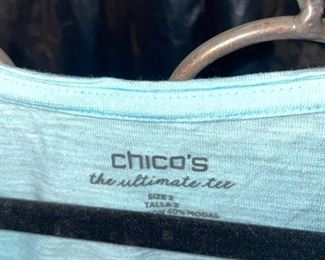 chico's
the ultimate tee
SIZE 2
TALLA 2
40% MODAL